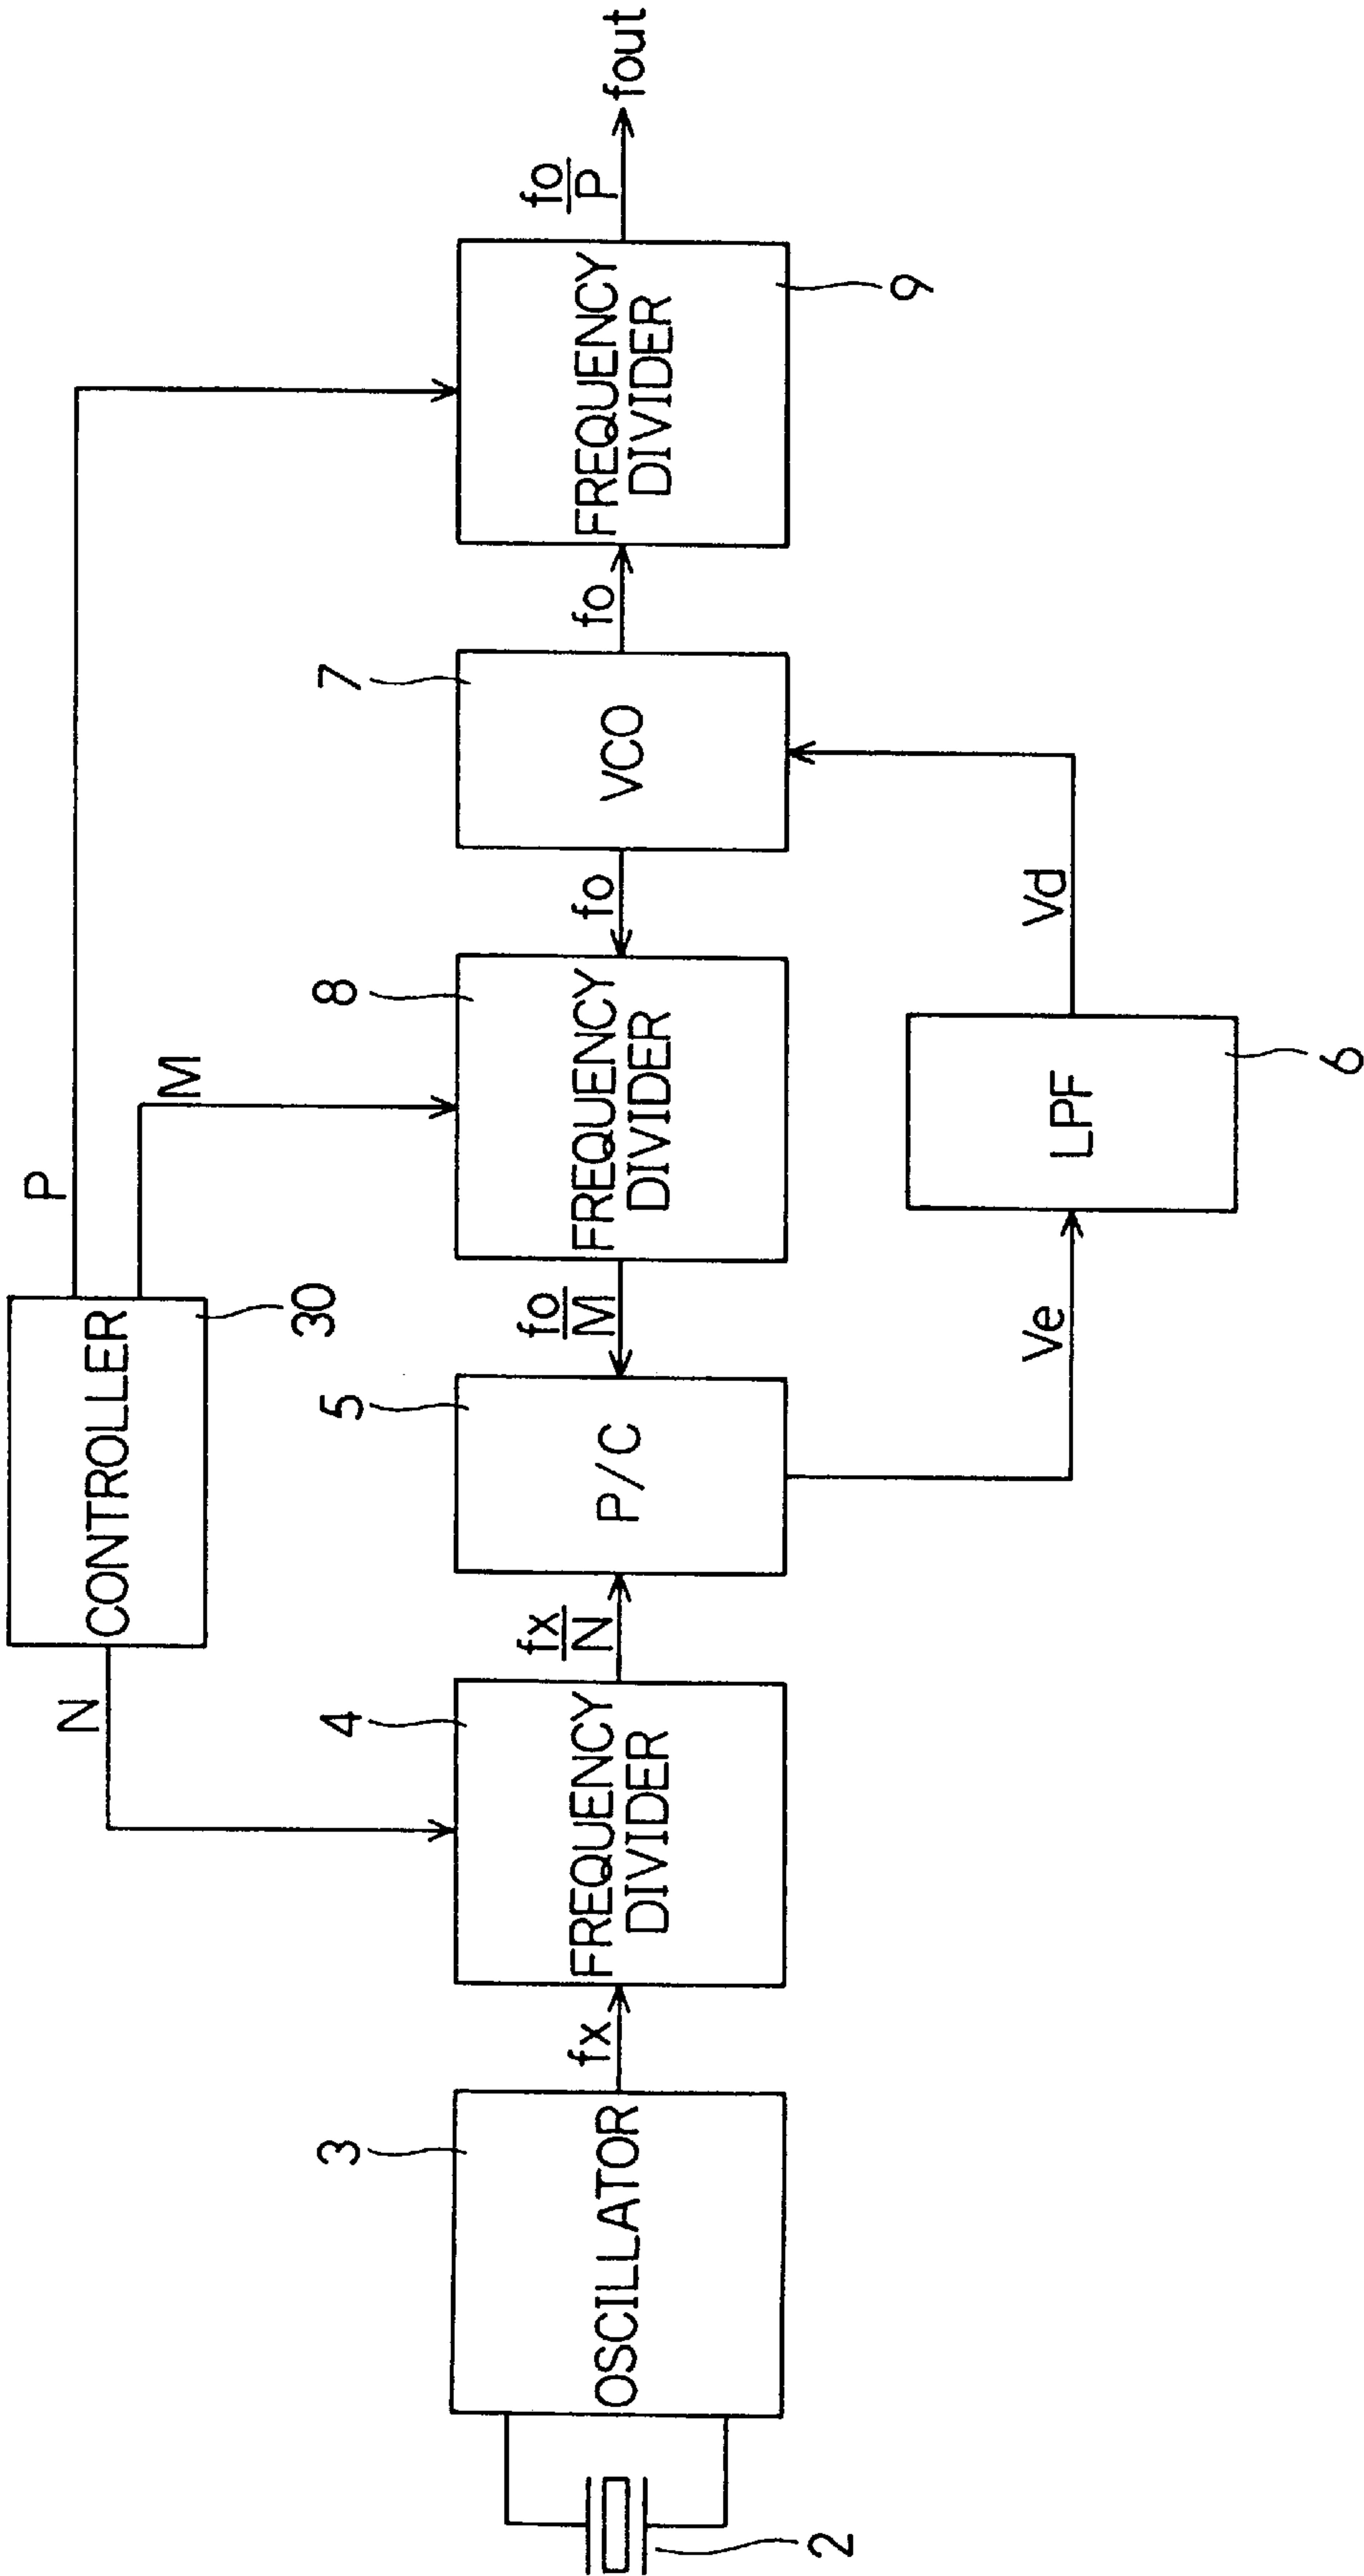 P
M
N
CONTROLLER
30
2
3
OSCILLATOR
fx
4
FREQUENCY
DIVIDER
fx
N
5
P/C
fo
M
8
FREQUENCY
DIVIDER
fo
7
VCO
fo
FREQUENCY
DIVIDER
9
fo
P
fout
Ve
LPF
6
Vd